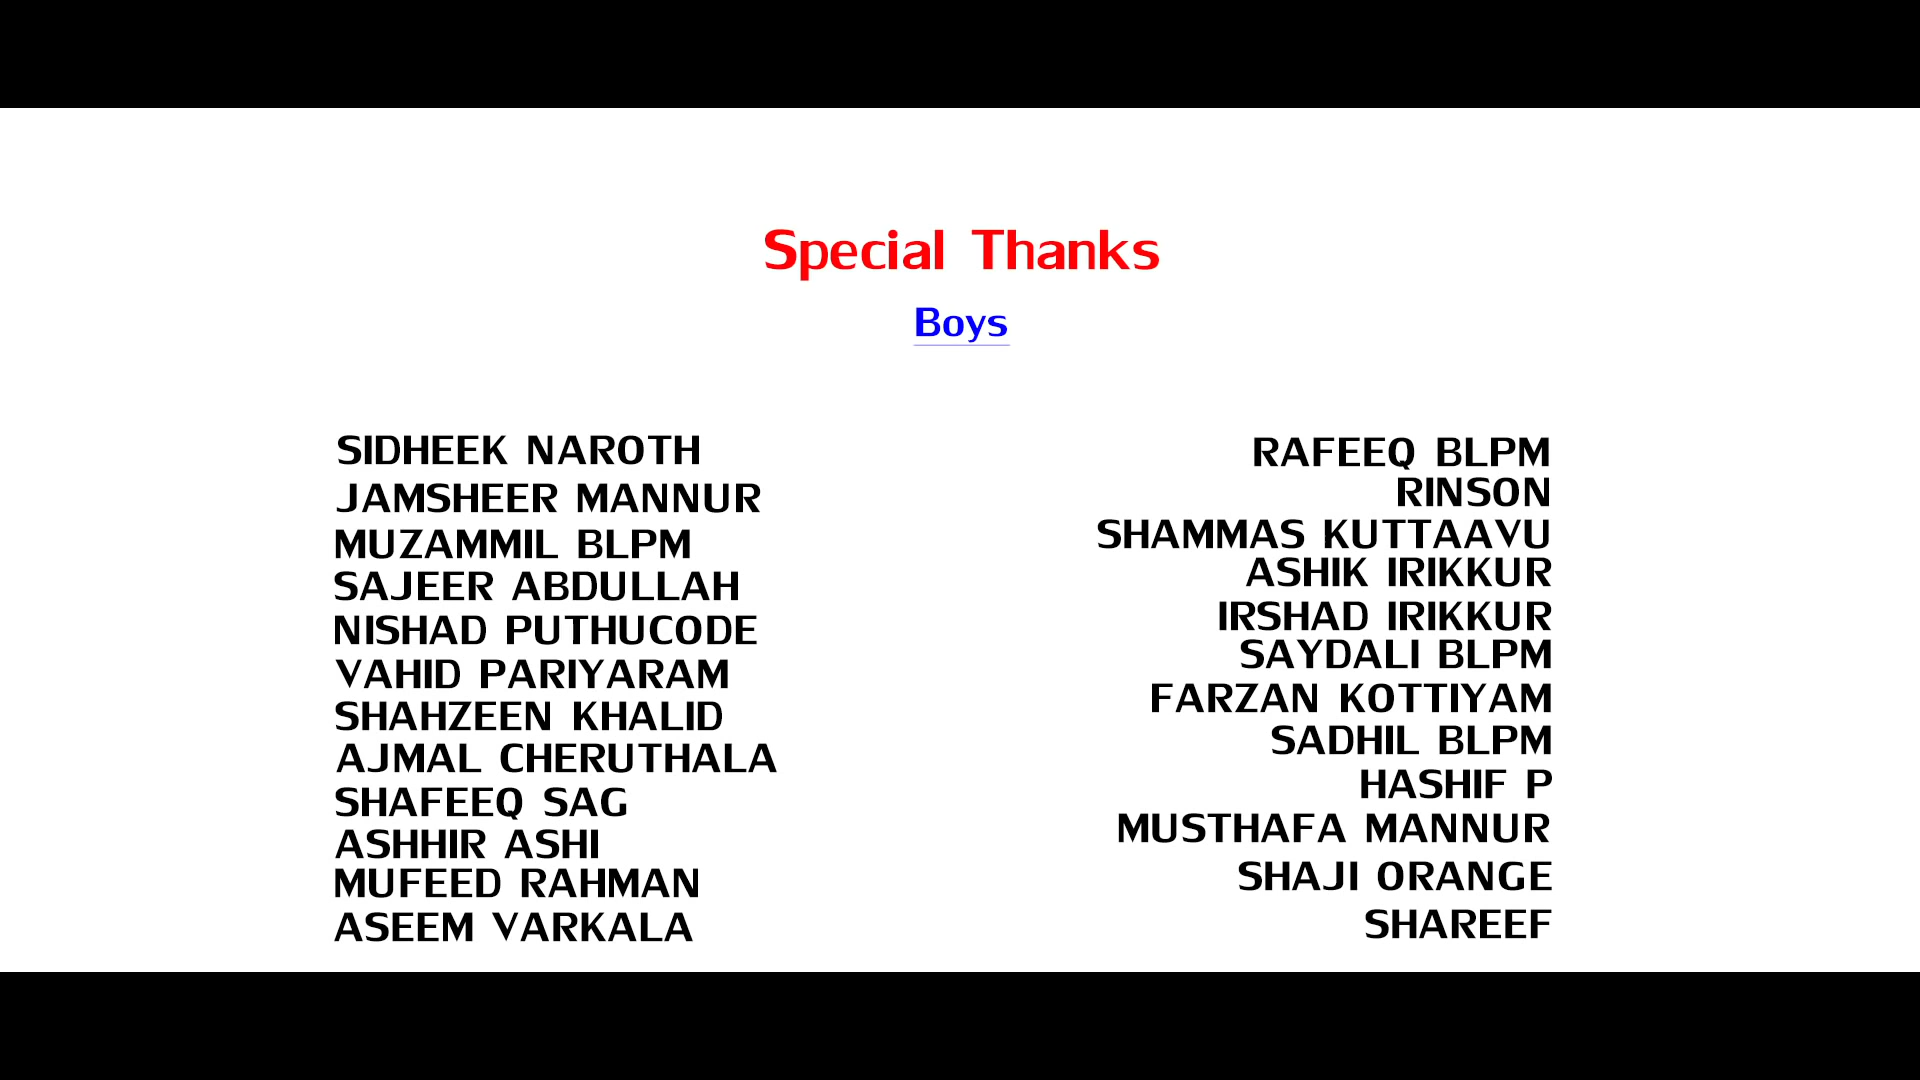 Special Thanks
Boys
SIDHEEK NAROTH
JAMSHEER MANNUR
MUZAMMIL BLPM
SAJEER ABDULLAH
NISHAD PUTHUCODE
VAHID PARIYARAM
SHAHZEEN KHALID
AJMAL CHERUTHALA
SHAFEEQ SAG
ASHHIR ASHI
MUFEED RAHMAN
ASEEM VARKALA
RAFEEQ BLPM
RINSON
SHAMMAS KUTTAAVU
ASHIK IRIKKUR
IRSHAD IRIKKUR
SAYDALI BLPM
FARZAN KOTTIYAM
SADHIL BLPM
HASHIF P
MUSTHAFA MANNUR
SHAJI ORANGE
SHAREEF